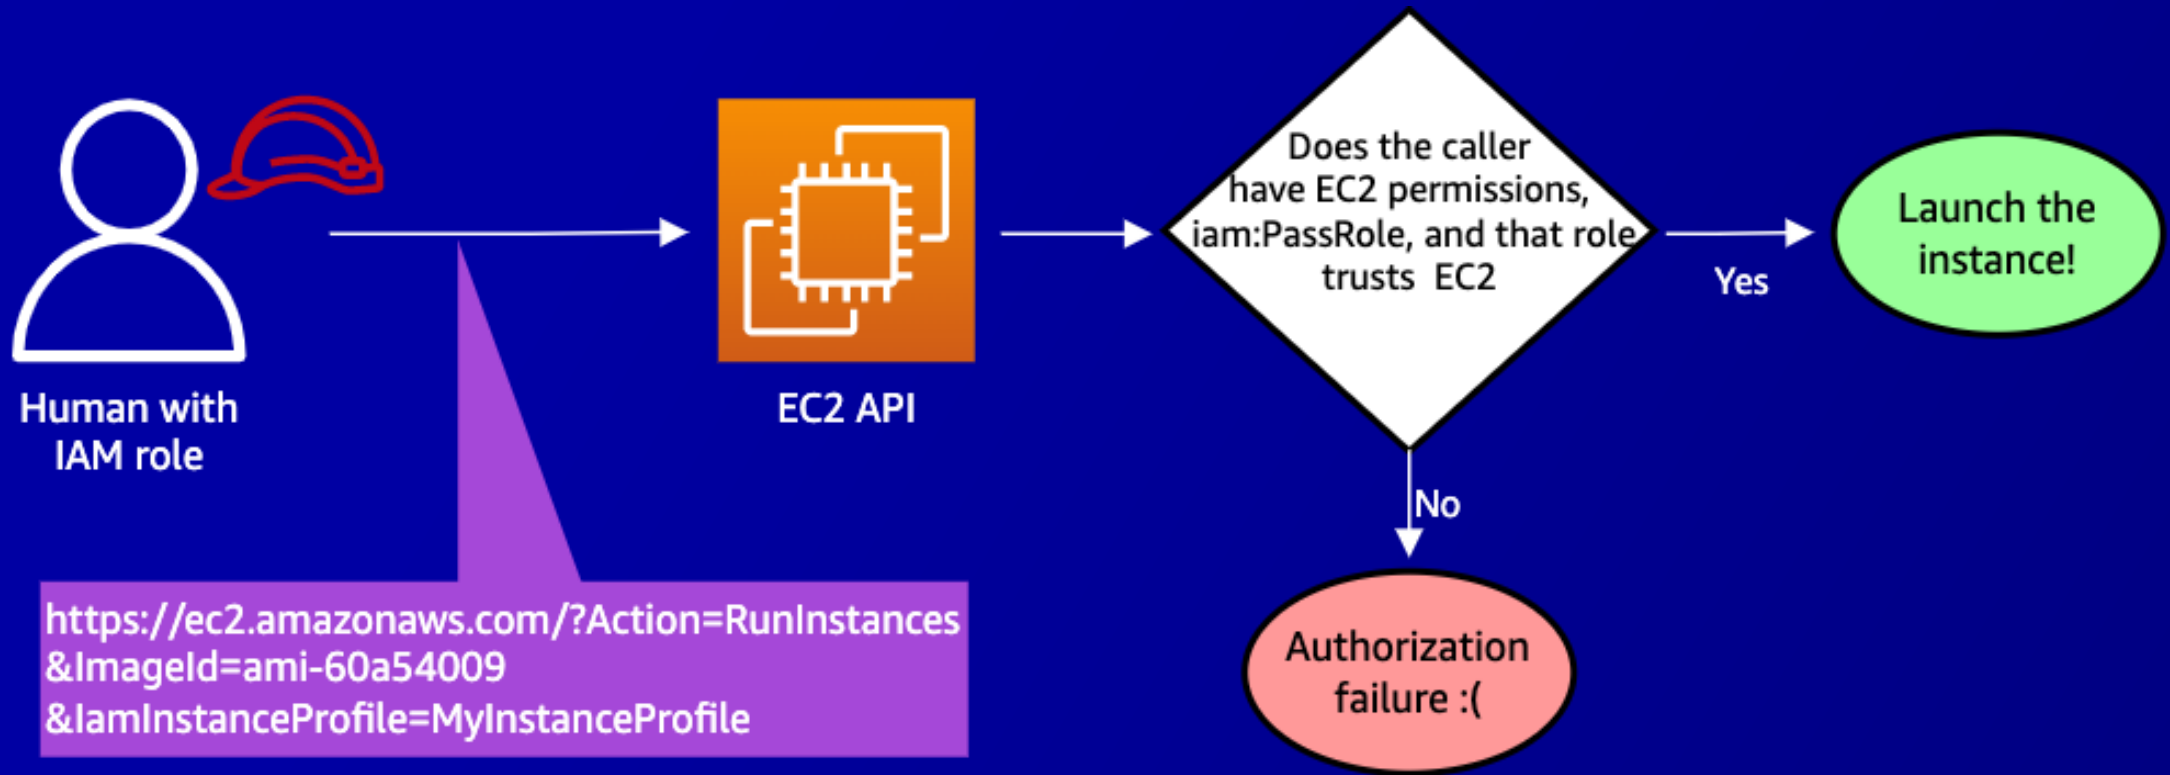 Human with
IAM role
https://ec2.amazonaws.com/?Action=RunInstances
&ImageId=ami-60a54009
&IamInstanceProfile=MyInstanceProfile
EC2 API
Does the caller
have EC2 permissions,
iam:PassRole, and that role
trusts EC2
Yes
Launch the
instance!
No
Authorization
failure :(